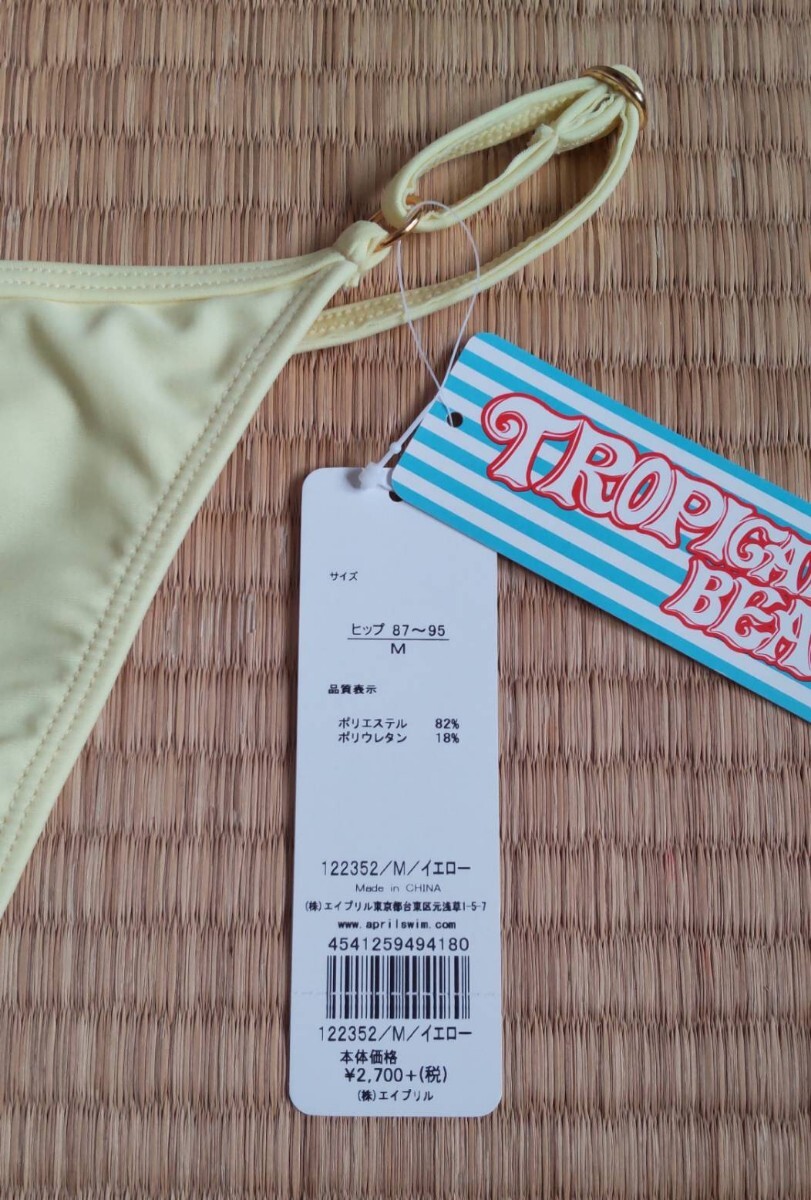 TROPICA
BEA
サイズ
ヒップ 87〜95
M
品質表示
ポリエステル 82%
ポリウレタン 18%
122352/M/イエロー
Made in CHINA
(株)エイプリル東京都台東区元浅草1-5-7
www.aprilswim.com
4541259494180
122352/M/イエロー
本体価格
¥2,700+(税)
(株)エイプリル